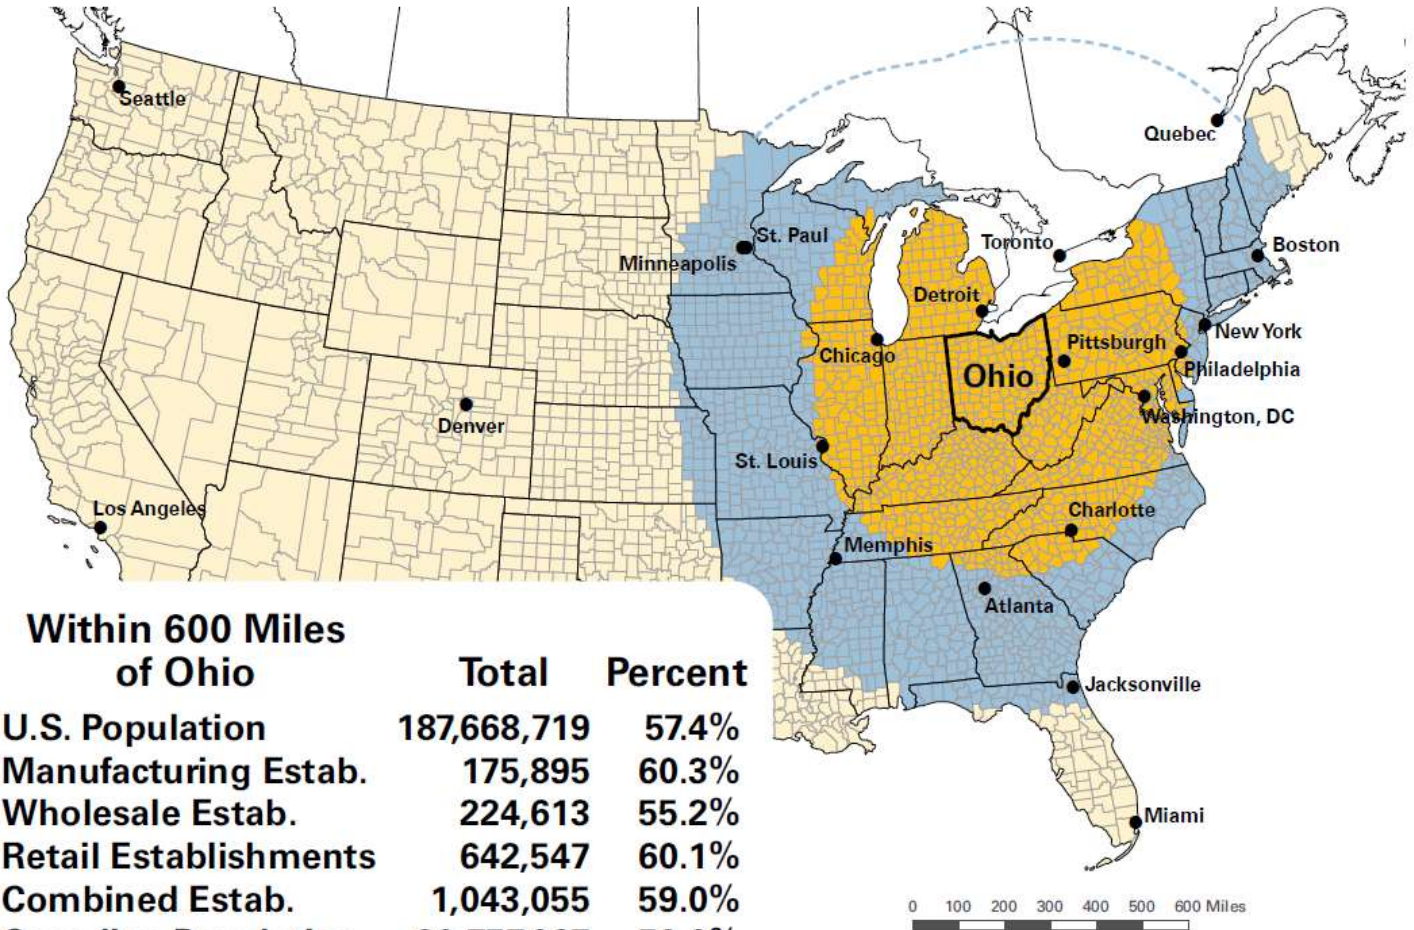 Seattle
Quebec
St. Paul
Minneapolis
Toronto
Boston
Detroit
New York
Pittsburgh
Chicago
Philadelphia
Ohio
Denver
Washington, DC
St. Louis
Los Angeles
Charlotte
Memphis
Atlanta
Jacksonville
Miami
Within 600 Miles
of Ohio Total Percent
U.S. Population 187,668,719 57.4%
Manufacturing Estab. 175,895 60.3%
Wholesale Estab. 224,613 55.2%
Retail Establishments 642,547 60.1%
Combined Estab. 1,043,055 59.0%
0 100 200 300 400 500 600 Miles